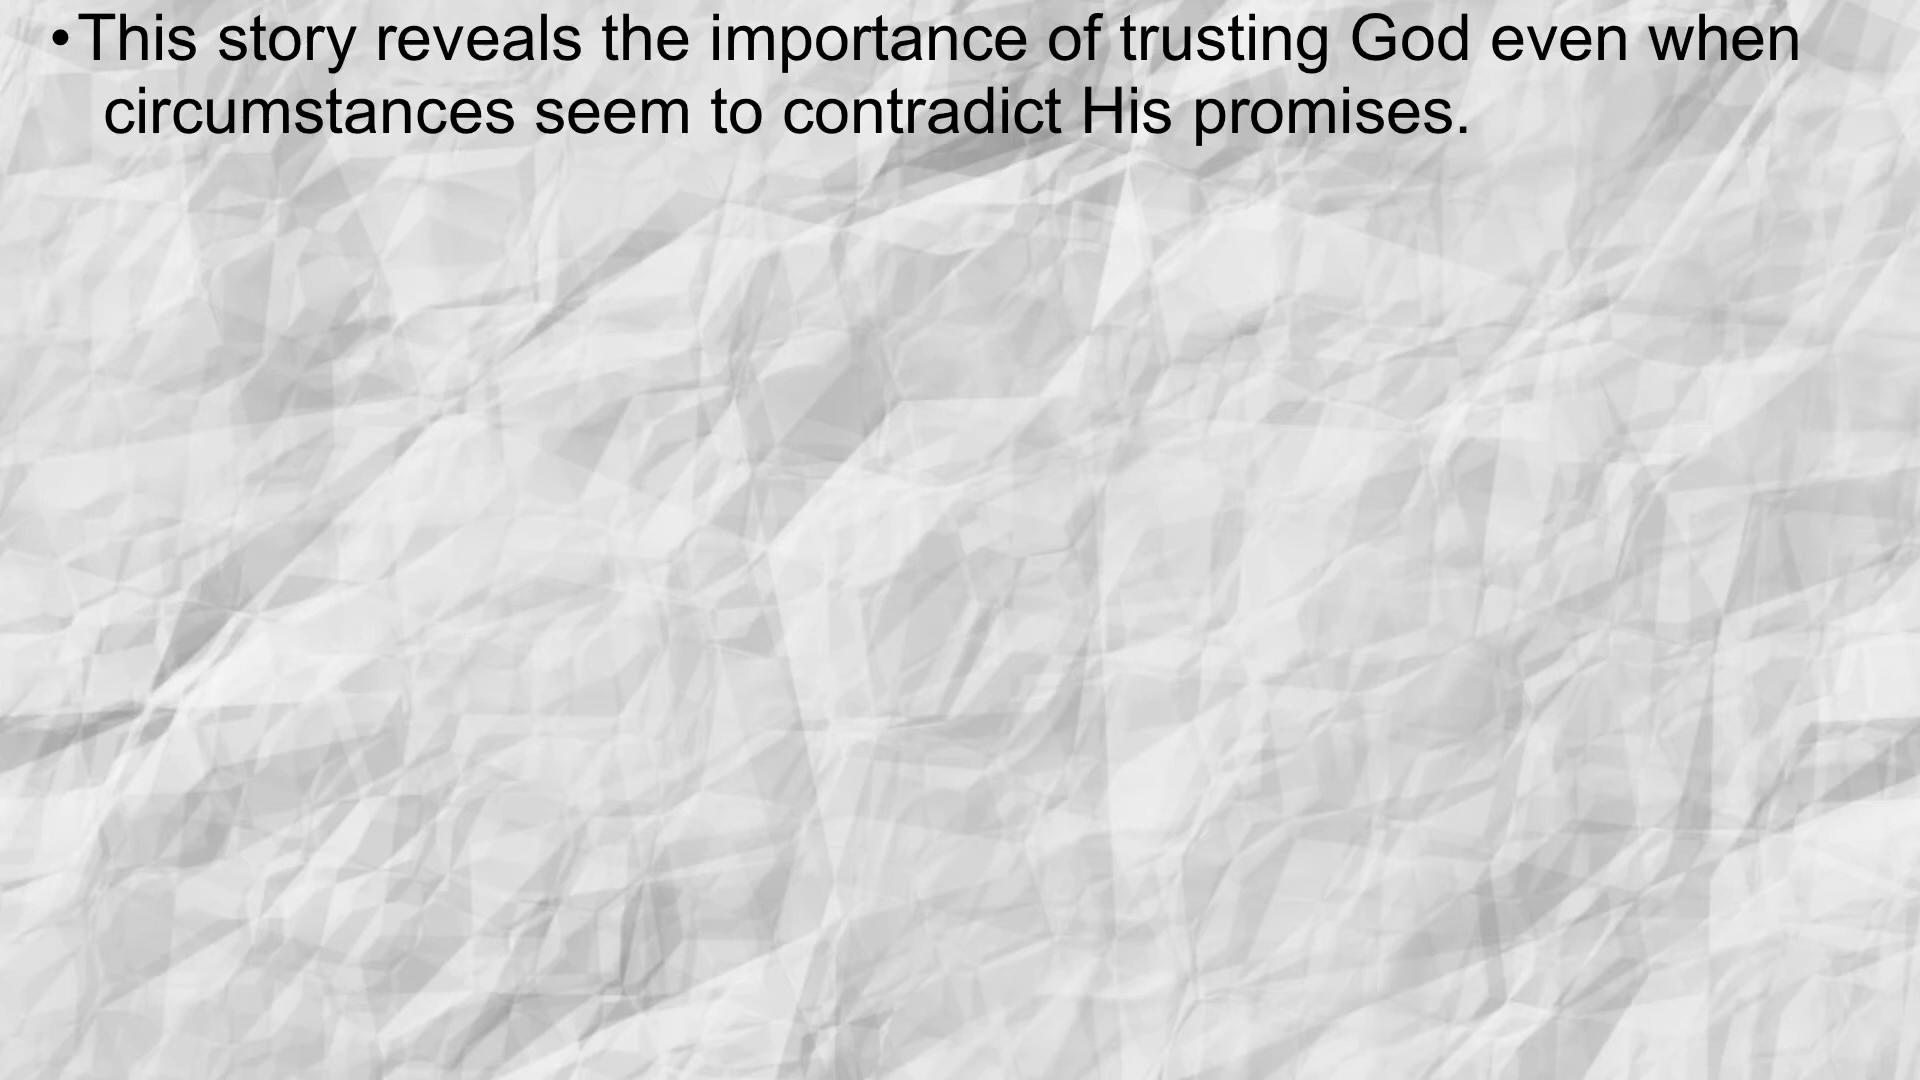 •This story reveals the importance of trusting God even when
circumstances seem to contradict His promises.